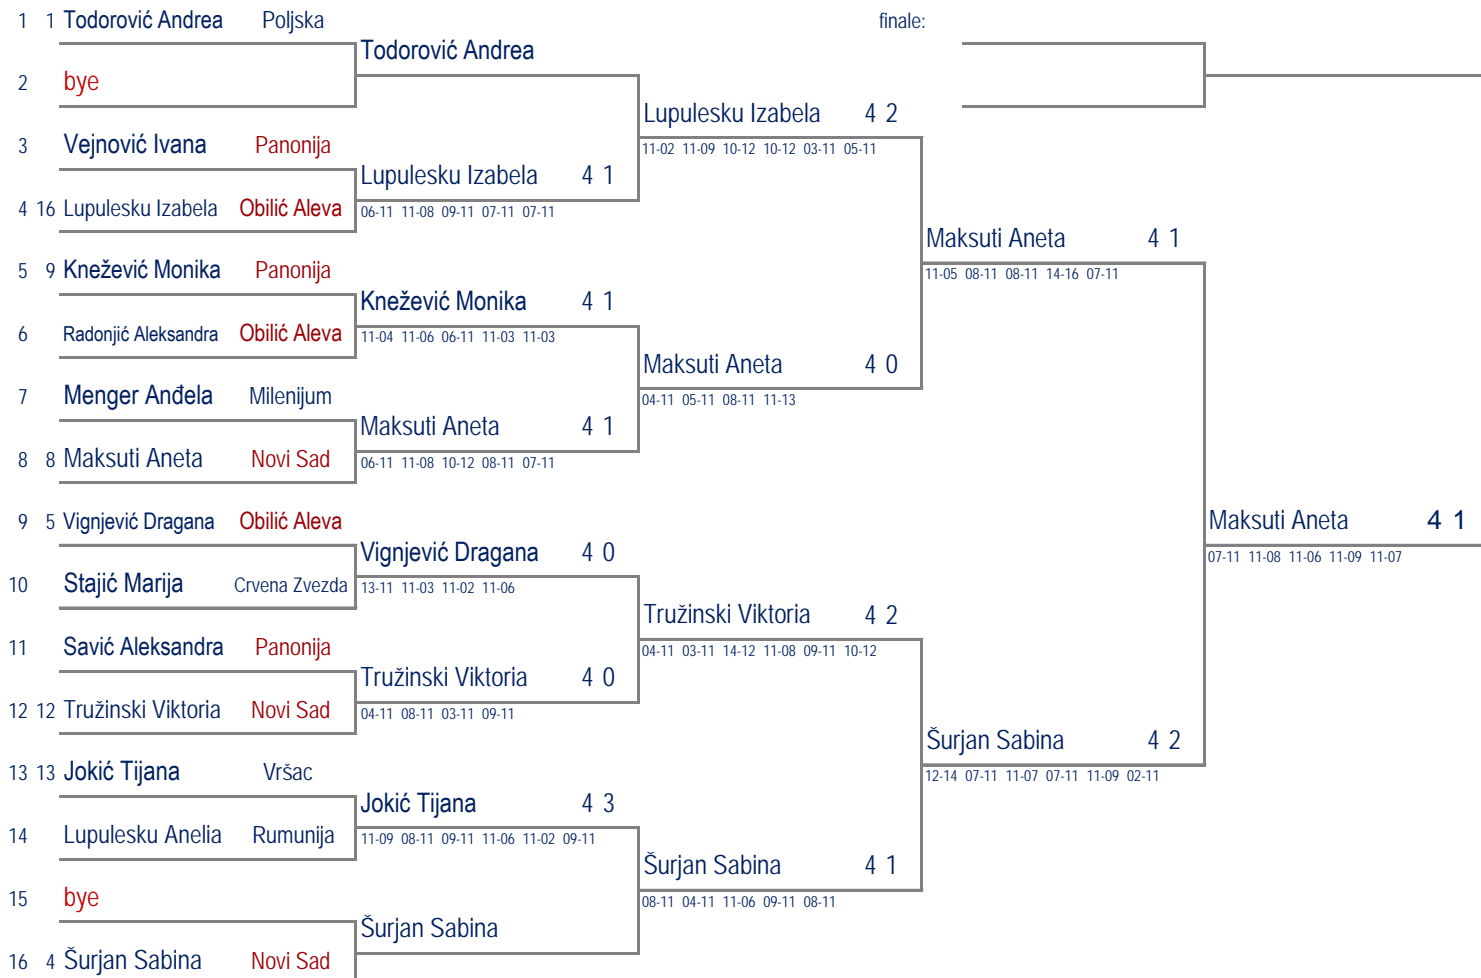 1 1 Todorović Andrea Poljska finale:
Todorović Andrea
2 bye
Lupulesku Izabela 4 2
3 Vejnović Ivana Panonija
11-02 11-09 10-12 10-12 03-11 05-11
Lupulesku Izabela 4 1
4 16 Lupulesku Izabela Obilić Aleva
06-11 11-08 09-11 07-11 07-11
Maksuti Aneta 4 1
5 9 Knežević Monika Panonija
11-05 08-11 08-11 14-16 07-11
Knežević Monika 4 1
6 Radonjić Aleksandra Obilić Aleva
11-04 11-06 06-11 11-03 11-03
Maksuti Aneta 4 0
7 Menger Anđela Milenijum
04-11 05-11 08-11 11-13
Maksuti Aneta 4 1
8 8 Maksuti Aneta Novi Sad
06-11 11-08 10-12 08-11 07-11
9 5 Vignjević Dragana Obilić Aleva
Maksuti Aneta 4 1
Vignjević Dragana 4 0
07-11 11-08 11-06 11-09 11-07
10 Stajić Marija Crvena Zvezda
13-11 11-03 11-02 11-06
Tružinski Viktoria 4 2
11 Savić Aleksandra Panonija
04-11 03-11 14-12 11-08 09-11 10-12
Tružinski Viktoria 4 0
12 12 Tružinski Viktoria Novi Sad
04-11 08-11 03-11 09-11
Šurjan Sabina 4 2
13 13 Jokić Tijana Vršac
12-14 07-11 11-07 07-11 11-09 02-11
Jokić Tijana 4 3
14 Lupulesku Anelia Rumunija
11-09 08-11 09-11 11-06 11-02 09-11
Šurjan Sabina 4 1
15 bye
08-11 04-11 11-06 09-11 08-11
Šurjan Sabina
16 4 Šurjan Sabina Novi Sad